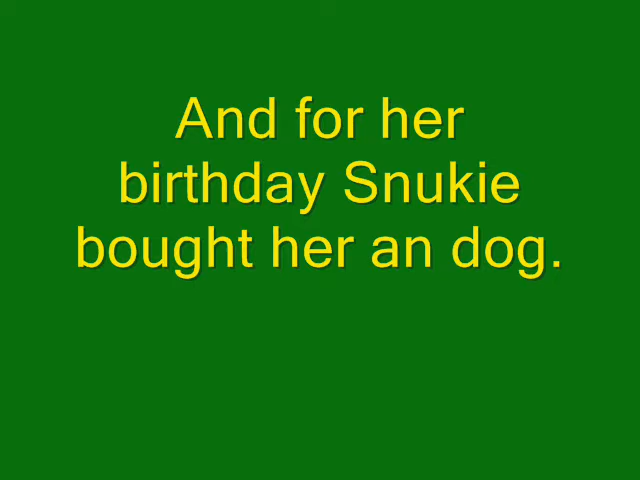 And for her
birthday Snukie
bought her an dog.